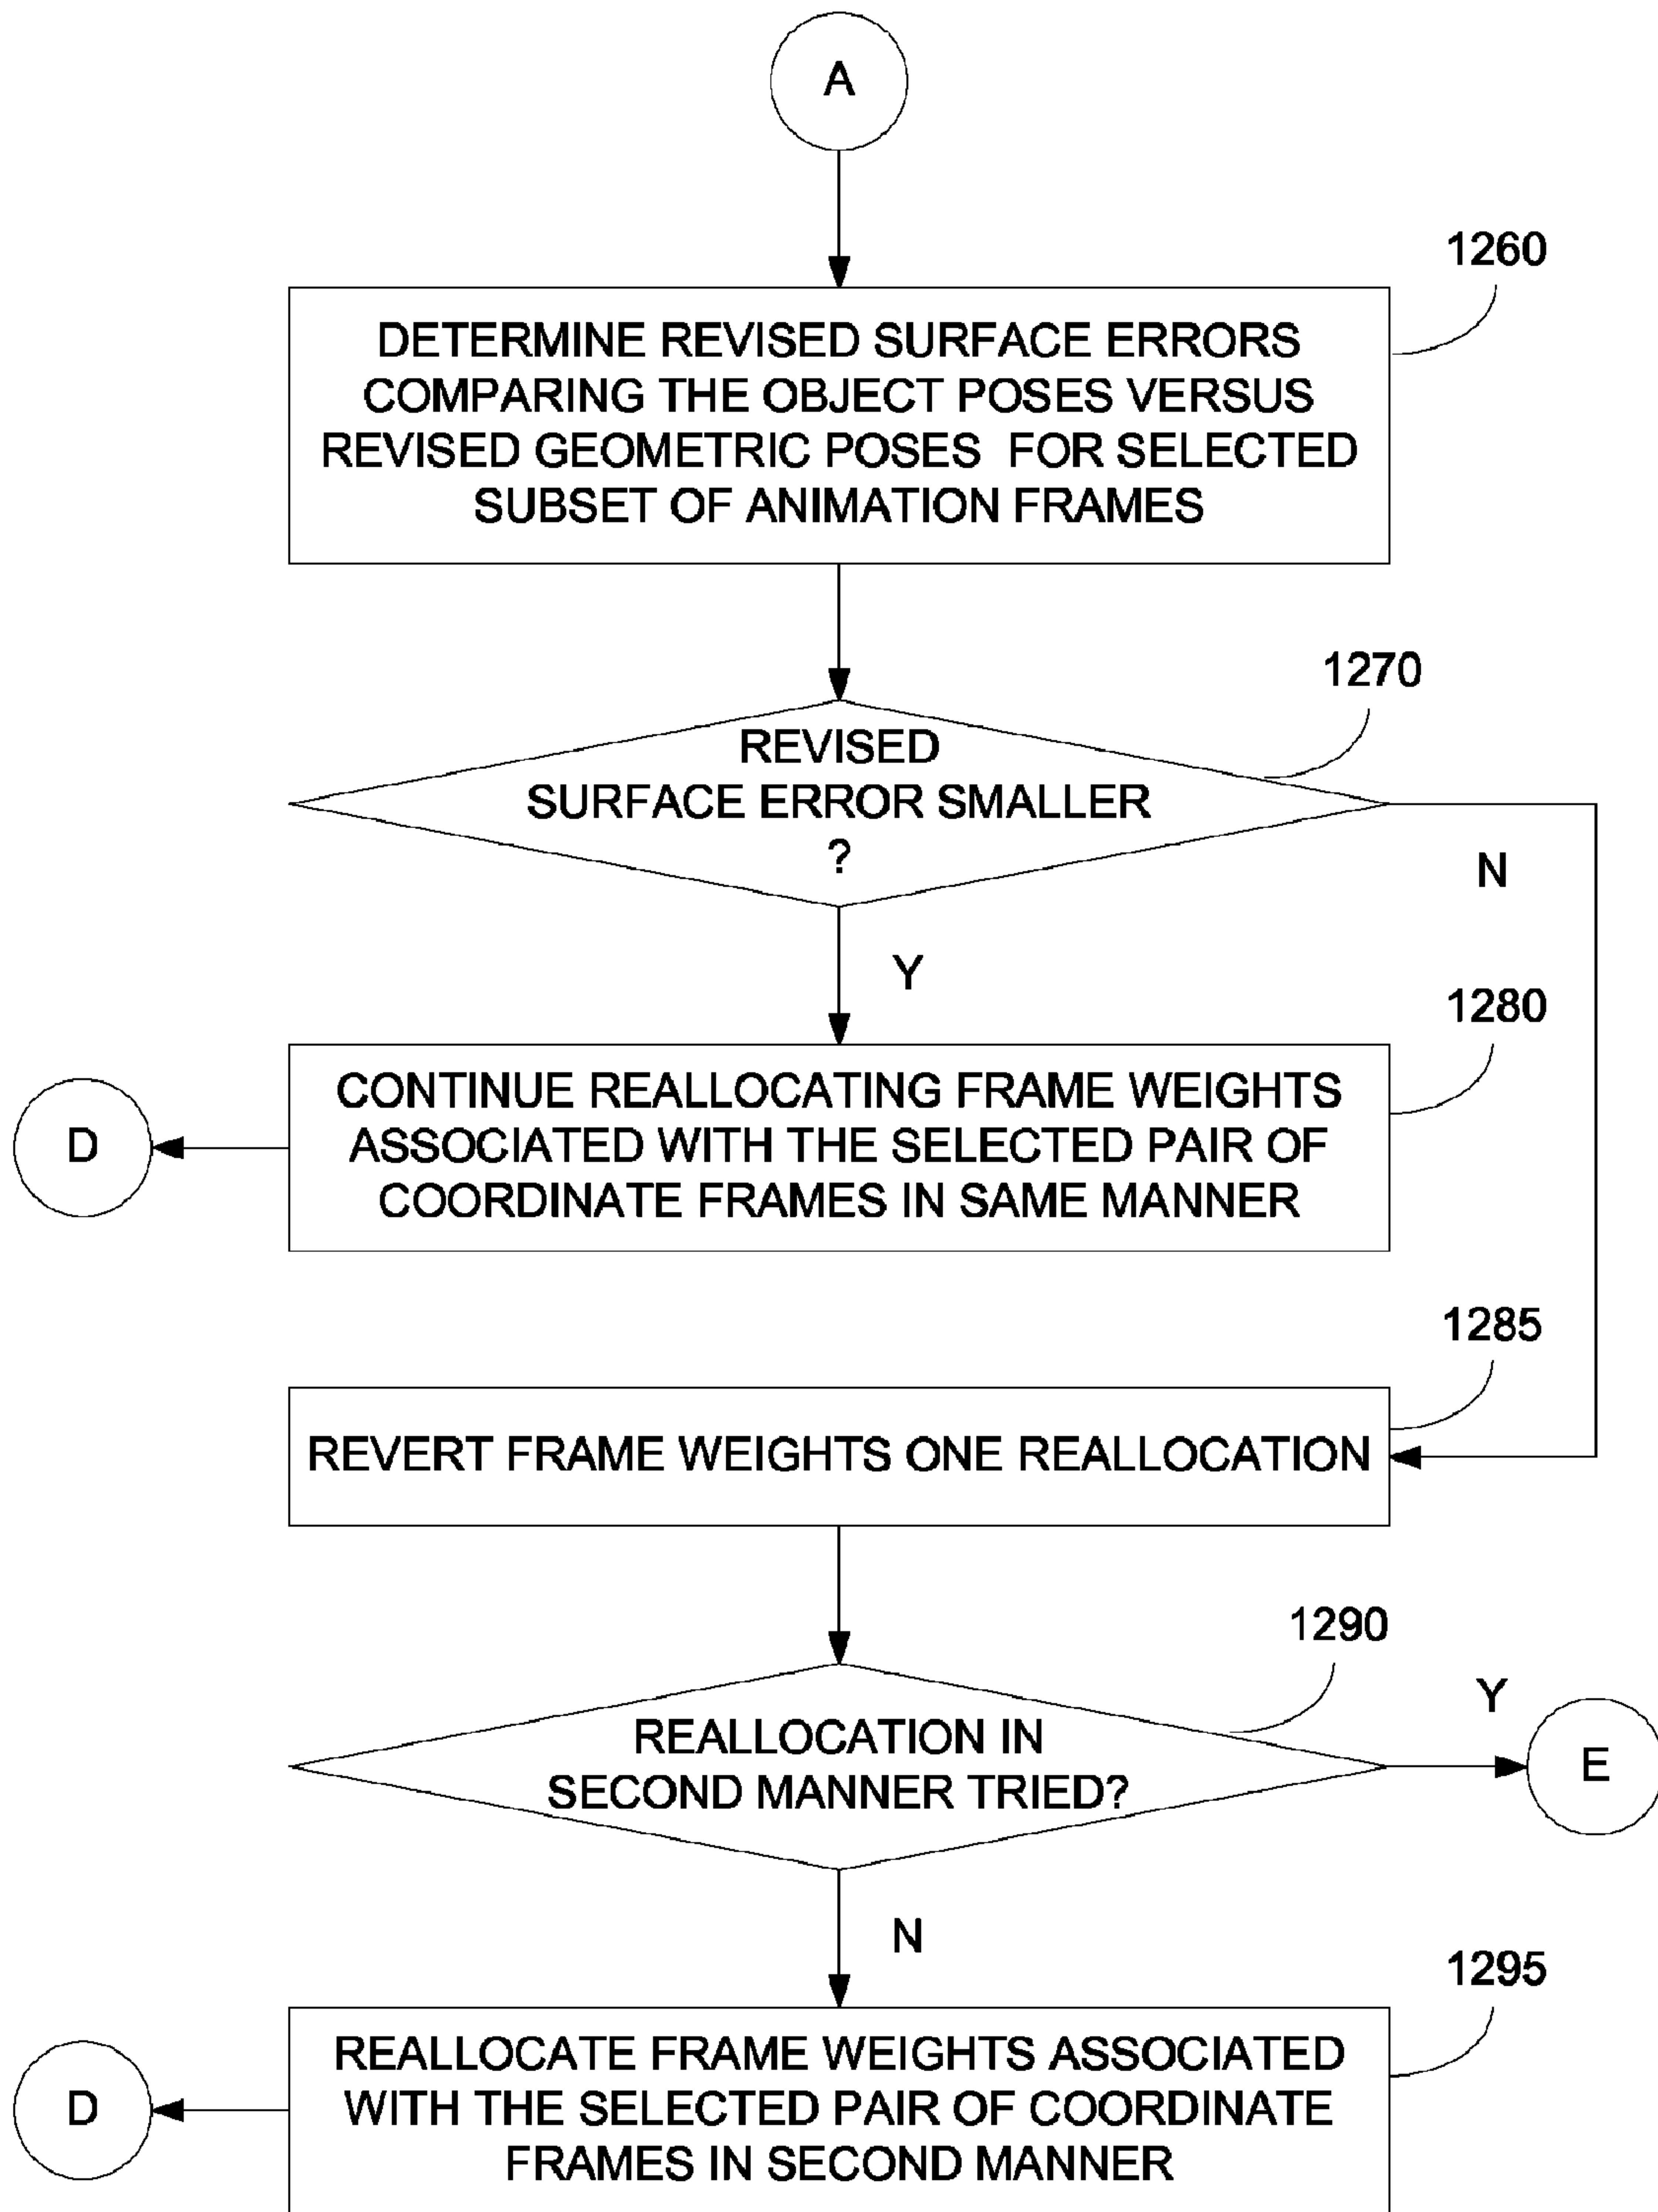 A
1260
DETERMINE REVISED SURFACE ERRORS
COMPARING THE OBJECT POSES VERSUS
REVISED GEOMETRIC POSES FOR SELECTED
SUBSET OF ANIMATION FRAMES
1270
REVISED
SURFACE ERROR SMALLER
?
N
Y
1280
CONTINUE REALLOCATING FRAME WEIGHTS
ASSOCIATED WITH THE SELECTED PAIR OF
COORDINATE FRAMES IN SAME MANNER
D
1285
REVERT FRAME WEIGHTS ONE REALLOCATION
1290
REALLOCATION IN
SECOND MANNER TRIED?
Y
E
N
1295
REALLOCATE FRAME WEIGHTS ASSOCIATED
WITH THE SELECTED PAIR OF COORDINATE
FRAMES IN SECOND MANNER
D